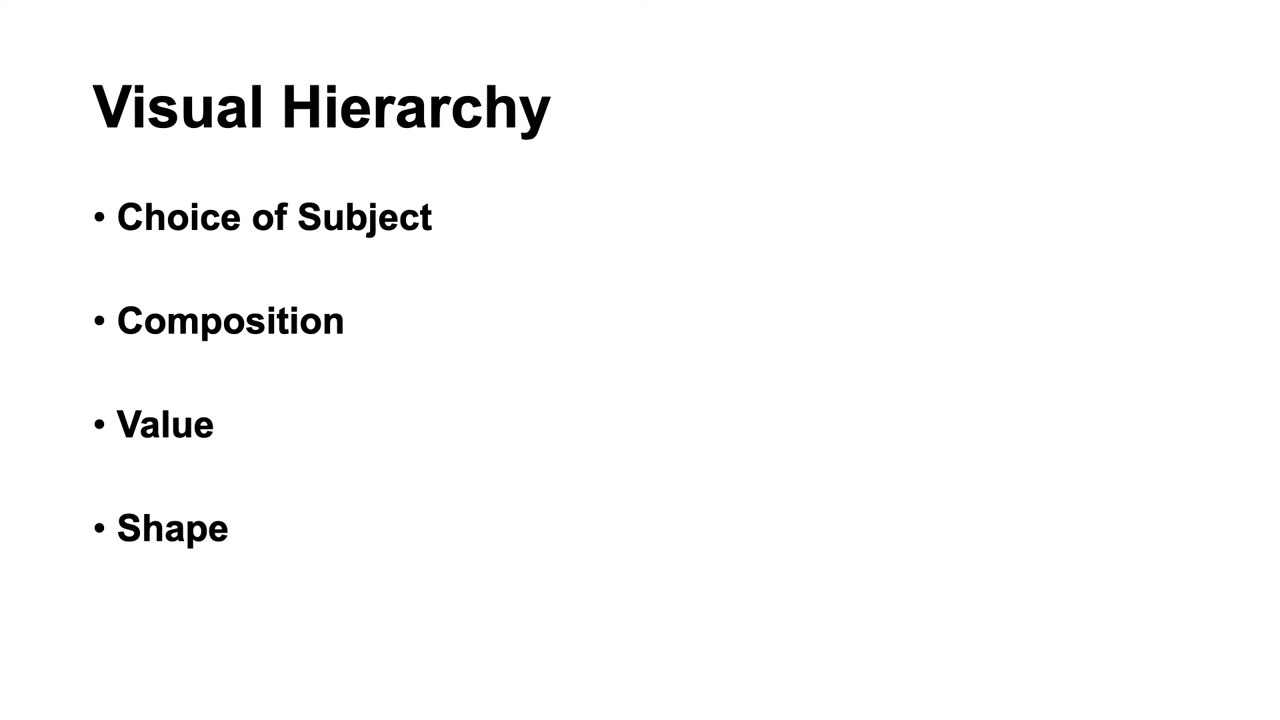 Visual Hierarchy
• Choice of Subject
• Composition
• Value
• Shape